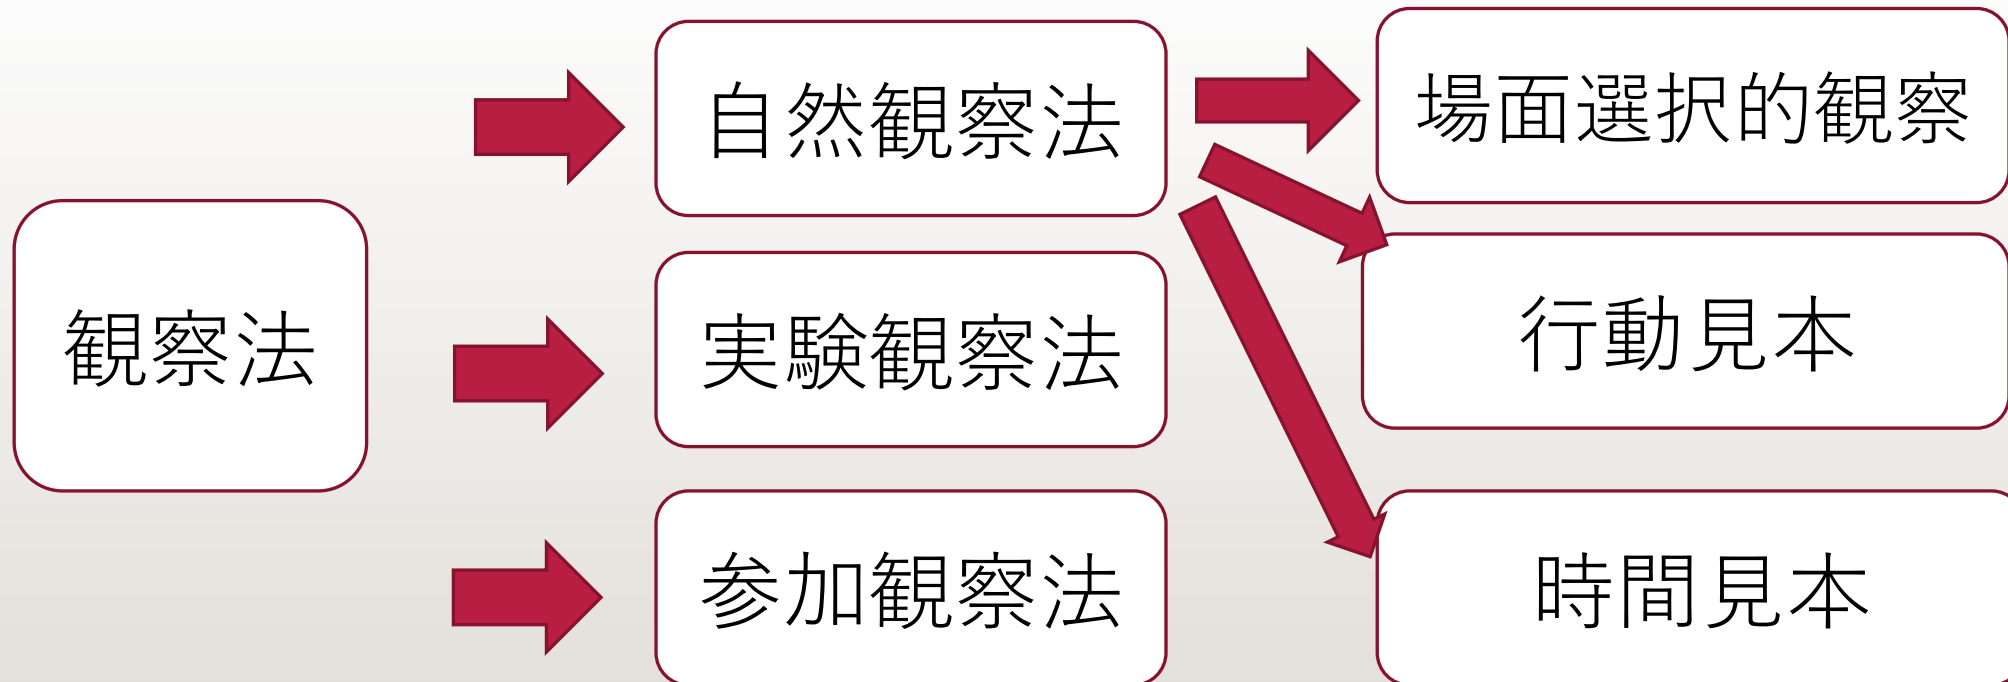 観察法
自然観察法
実験観察法
参加観察法
場面選択的観察
行動見本
時間見本